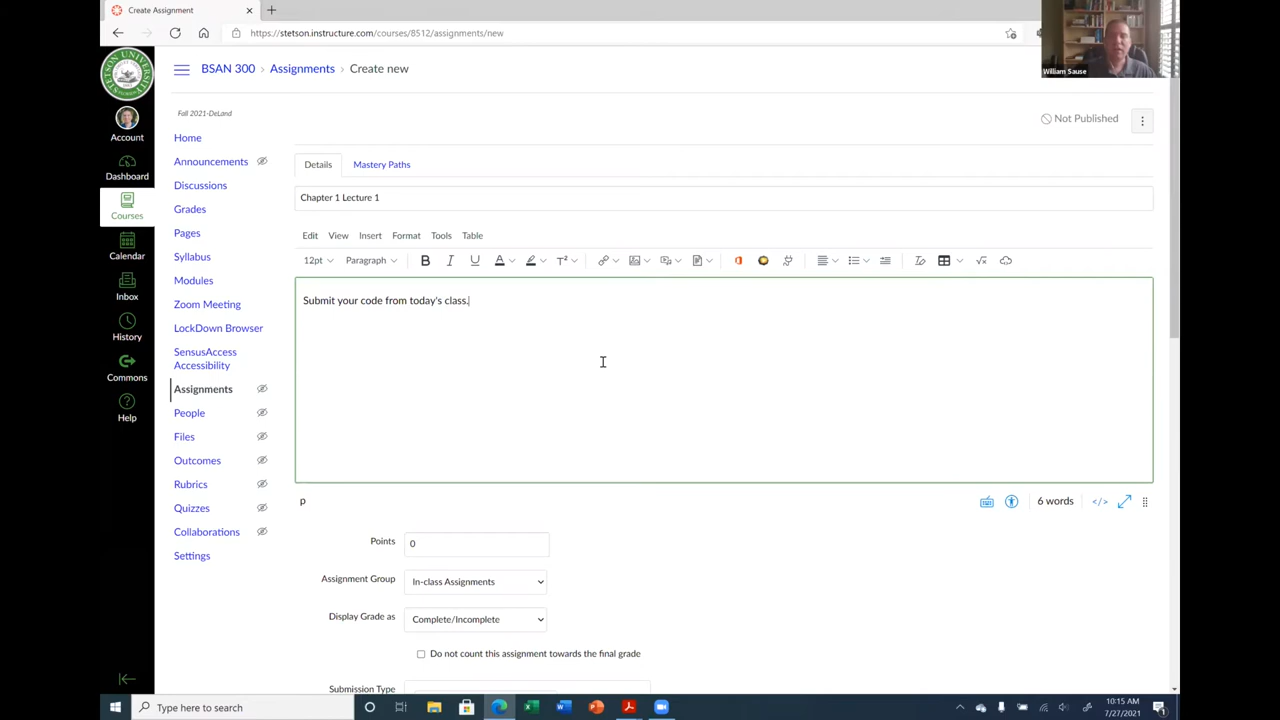 Create Assignment
https://stetson.instructure.com/courses/8512/assignments/new
William Sause
BSAN 300 > Assignments > Create new
Account
Dashboard
Courses
Calendar
Inbox
History
Commons
Help
Fall 2021-DeLand
Home
Announcements
Discussions
Grades
Pages
Syllabus
Modules
Zoom Meeting
LockDown Browser
SensusAccess
Accessibility
Assignments
People
Files
Outcomes
Rubrics
Quizzes
Collaborations
Settings
Not Published
Details
Mastery Paths
Chapter 1 Lecture 1
Edit View Insert Format Tools Table
12pt Paragraph B I U A T²
Submit your code from today's class.
p
6 words </>
Points 0
Assignment Group In-class Assignments
Display Grade as Complete/Incomplete
Do not count this assignment towards the final grade
Submission Type
Type here to search
10:15 AM
7/27/2021